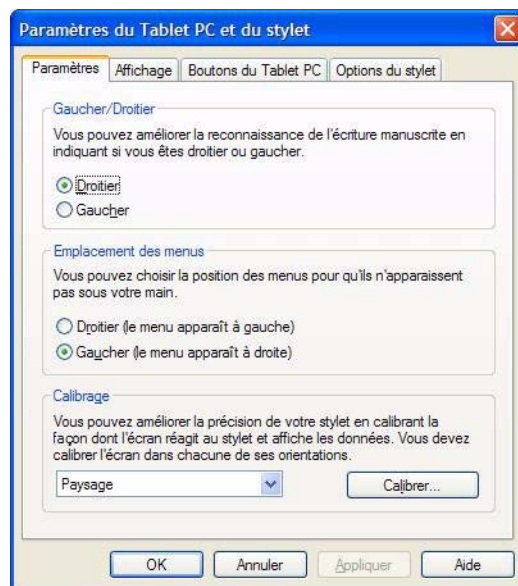 Paramètres du Tablet PC et du stylet
Paramètres Affichage Boutons du Tablet PC Options du stylet
Gaucher/Droitier
Vous pouvez améliorer la reconnaissance de l'écriture manuscrite en
indiquant si vous êtes droitier ou gaucher.
Droitier
Gaucher
Emplacement des menus
Vous pouvez choisir la position des menus pour qu'ils n'apparaissent
pas sous votre main.
Droitier (le menu apparaît à gauche)
Gaucher (le menu apparaît à droite)
Calibrage
Vous pouvez améliorer la précision de votre stylet en calibrant la
façon dont l'écran réagit au stylet et affiche les données. Vous devez
calibrer l'écran dans chacune de ses orientations.
Paysage Calibrer...
OK Annuler Appliquer Aide